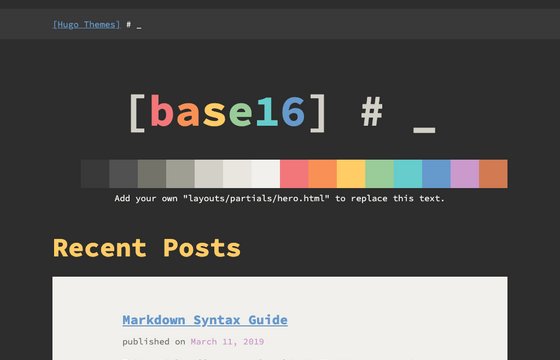 [Hugo Themes] # _
[base16] # _
Add your own "layouts/partials/hero.html" to replace this text.
Recent Posts
Markdown Syntax Guide
published on March 11, 2019